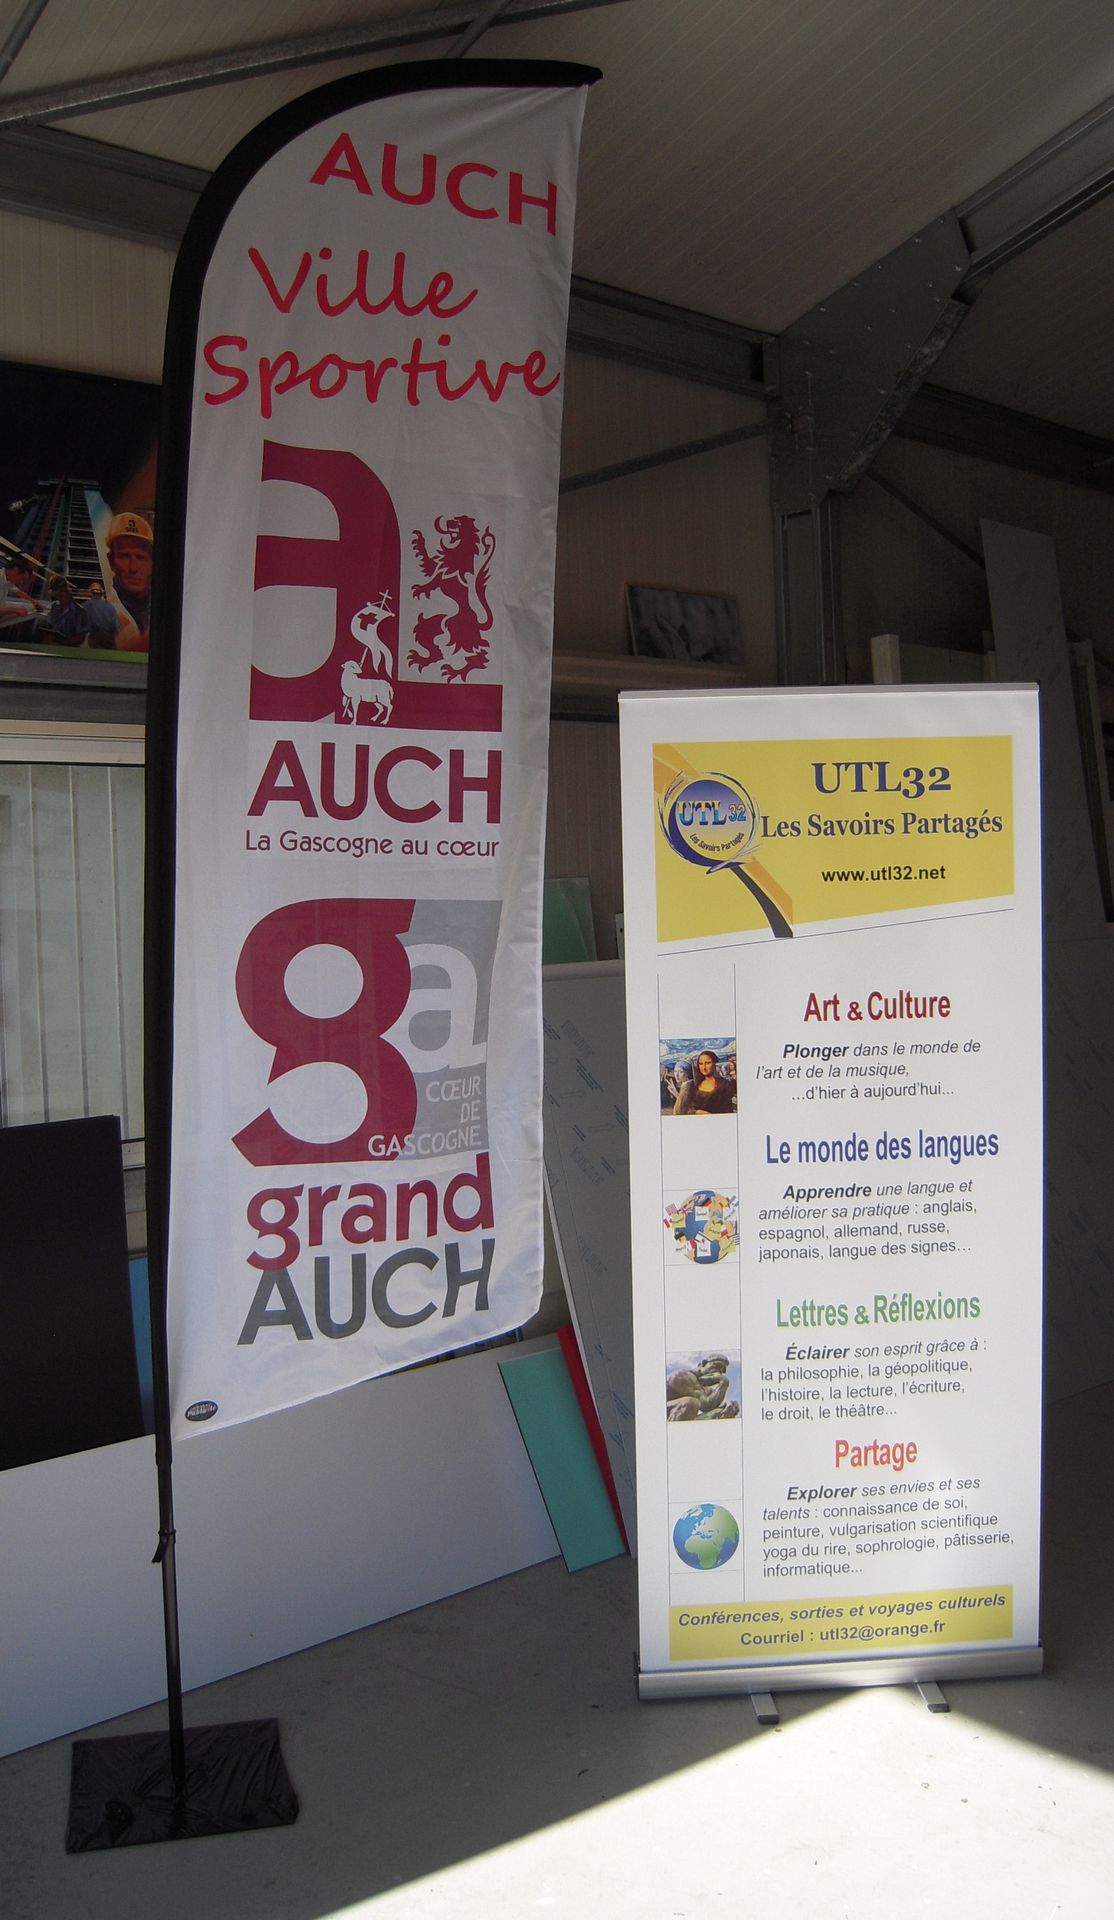 AUCH
Ville
Sportive
AUCH
La Gascogne au cœur
ga
CŒUR
DE
GASCOGNE
grand
AUCH
UTL32
Les Savoirs Partagés
www.utl32.net
UTL 32
Les Savoirs Partagés
Art & Culture
Plonger dans le monde de
l'art et de la musique,
...d'hier à aujourd'hui...
Le monde des langues
Apprendre une langue et
améliorer sa pratique : anglais,
espagnol, allemand, russe,
japonais, langue des signes...
Lettres & Réflexions
Éclairer son esprit grâce à :
la philosophie, la géopolitique,
l'histoire, la lecture, l'écriture,
le droit, le théâtre...
Partage
Explorer ses envies et ses
talents : connaissance de soi,
peinture, vulgarisation scientifique
yoga du rire, sophrologie, pâtisserie,
informatique...
Conférences, sorties et voyages culturels
Courriel : utl32@orange.fr